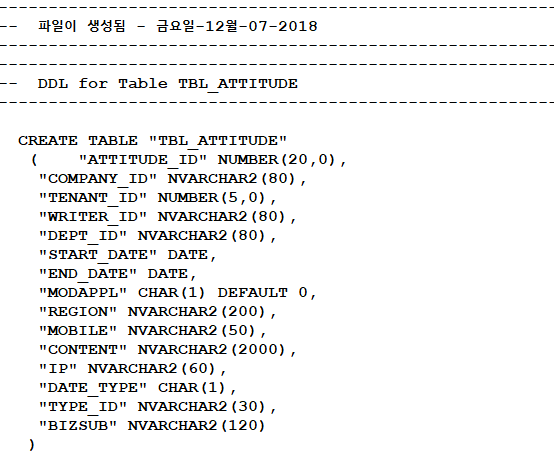 --------------------------------------------------------
--  파일이 생성됨 - 금요일-12월-07-2018
--------------------------------------------------------
--------------------------------------------------------
--  DDL for Table TBL_ATTITUDE
--------------------------------------------------------
CREATE TABLE "TBL_ATTITUDE"
(    "ATTITUDE_ID" NUMBER(20,0),
"COMPANY_ID" NVARCHAR2(80),
"TENANT_ID" NUMBER(5,0),
"WRITER_ID" NVARCHAR2(80),
"DEPT_ID" NVARCHAR2(80),
"START_DATE" DATE,
"END_DATE" DATE,
"MODAPPL" CHAR(1) DEFAULT 0,
"REGION" NVARCHAR2(200),
"MOBILE" NVARCHAR2(50),
"CONTENT" NVARCHAR2(2000),
"IP" NVARCHAR2(60),
"DATE_TYPE" CHAR(1),
"TYPE_ID" NVARCHAR2(30),
"BIZSUB" NVARCHAR2(120)
)